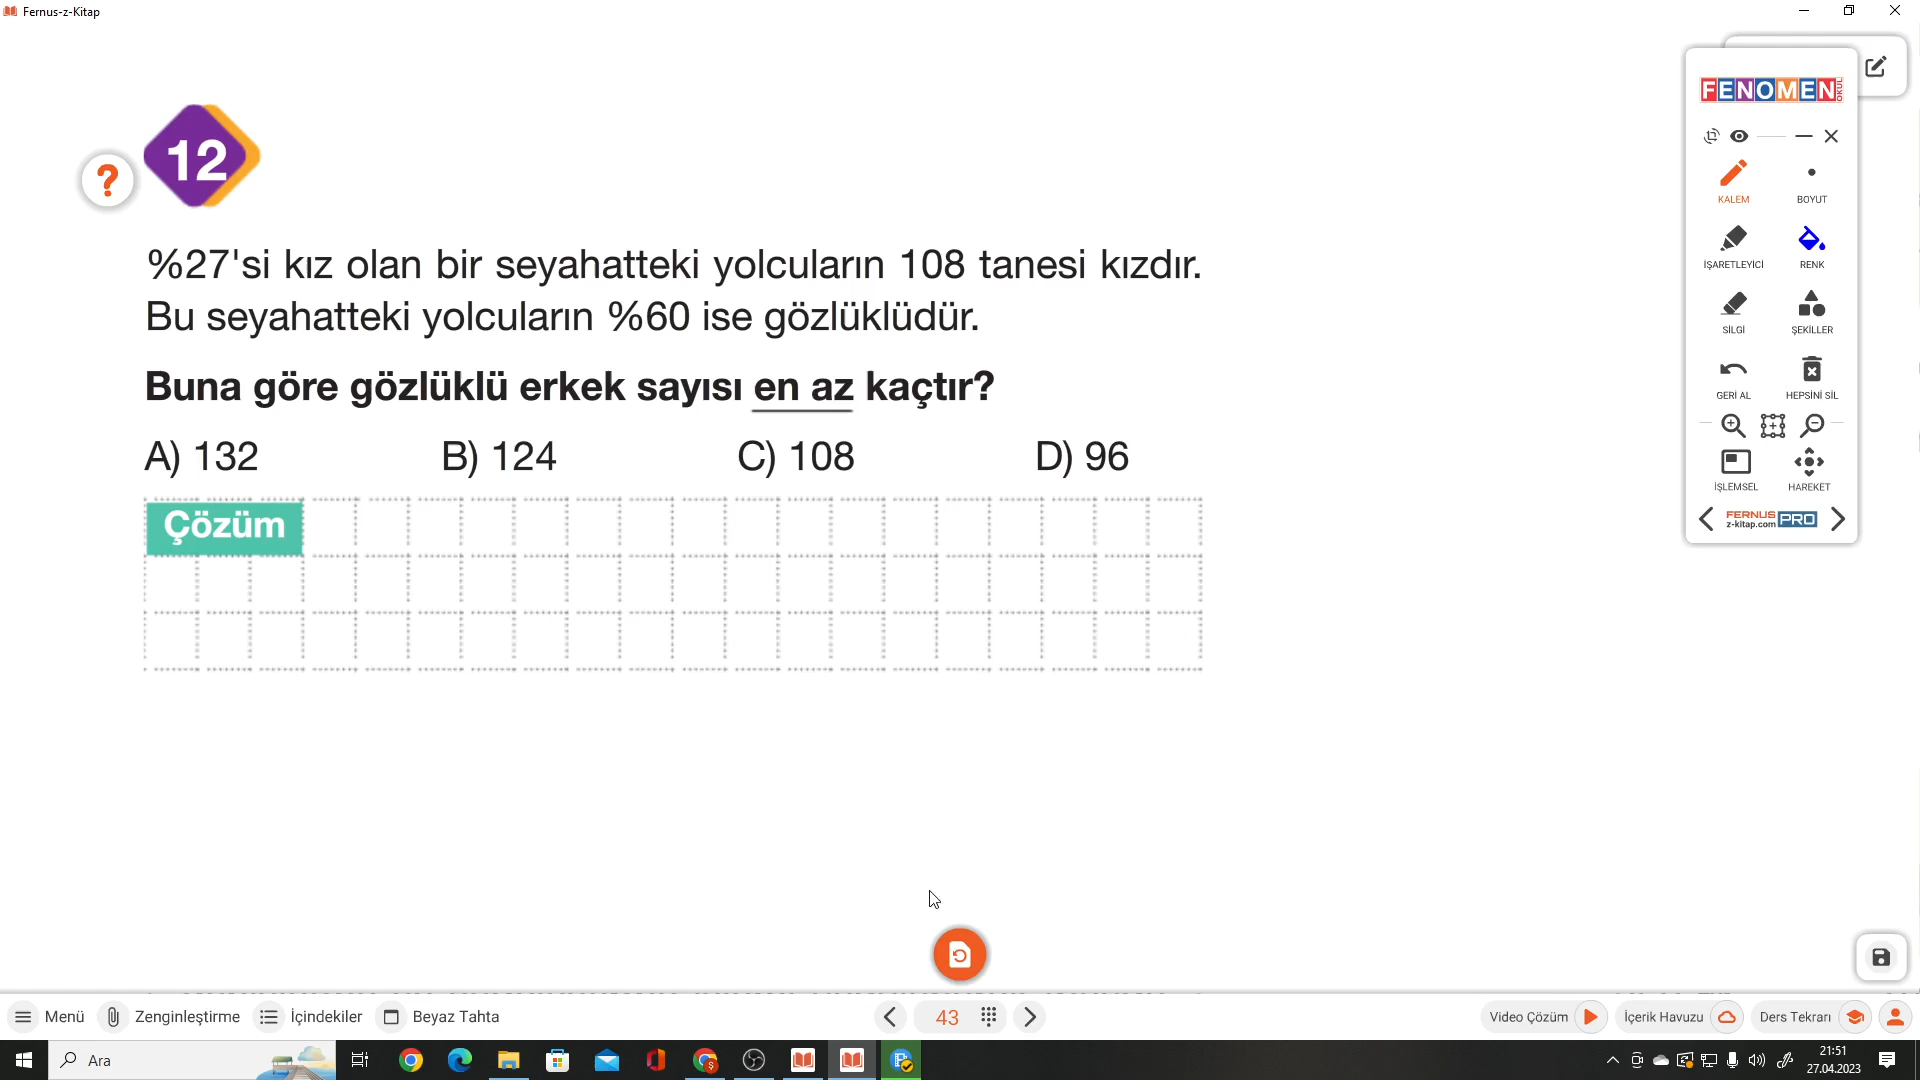 Fernus-z-Kitap
FENOMEN
OKUL
12
?
KALEM
BOYUT
%27'si kız olan bir seyahatteki yolcuların 108 tanesi kızdır.
İŞARETLEYİCİ
RENK
Bu seyahatteki yolcuların %60 ise gözlüklüdür.
SİLGİ
ŞEKİLLER
Buna göre gözlüklü erkek sayısı en az kaçtır?
GERİ AL
HEPSİNİ SİL
A) 132
B) 124
C) 108
D) 96
İŞLEMSEL
HAREKET
FERNUS
z-kitap.com PRO
Çözüm
Menü
Zenginleştirme
İçindekiler
Beyaz Tahta
43
Video Çözüm
İçerik Havuzu
Ders Tekrarı
Ara
21:51
27.04.2023